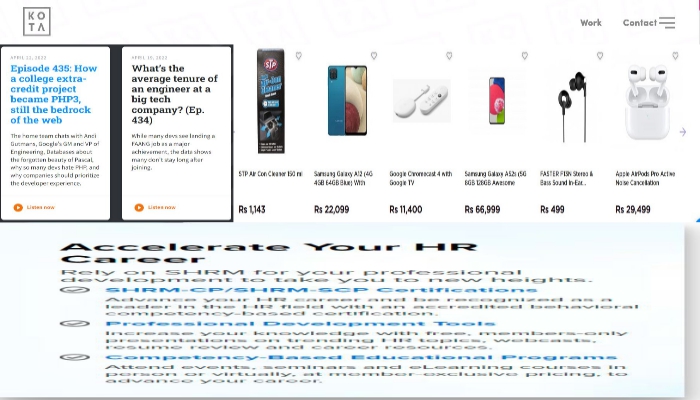 KO
TA
Work
Contact
APRIL 22, 2022
Episode 435: How
a college extra-
credit project
became PHP3,
still the bedrock
of the web
The home team chats with Andi
Gutmans, Google's GM and VP of
Engineering, Databases about
the forgotten beauty of Pascal,
why so many devs hate PHP, and
why companies should prioritize
the developer experience.
Listen now
What's the
average tenure of
an engineer at a
big tech
company? (Ep.
434)
While many devs see landing a
FAANG job as a major
achievement, the data shows
many don't stay long after
joining.
Listen now
STP
STP Air Con Cleaner 150 ml
Rs 1,143
Samsung Galaxy A12 (4G
4GB 64GB Blue) With
Rs 22,099
Google Chromecast 4 with
Google TV
Rs 11,400
Samsung Galaxy A52s (5G
8GB 128GB Awesome
Rs 66,999
FASTER F13N Stereo &
Bass Sound In-Ear...
Rs 499
Apple AirPods Pro Active
Noise Cancellation
Rs 29,499
Accelerate Your HR
Career
Rely on SHRM for your professional
development to take you to new heights.
SHRM-CP/SHRM-SCP Certifications
Advance your HR career and be recognized as a
leader in the HR field with an accredited behavioral
competency-based certification.
Professional Development Tools
Increase your knowledge with free, members-only
presentations on trending HR topics, webcasts,
resume review and career resources.
Competency-Based Educational Programs
Attend events, seminars and eLearning courses in
person or virtually, at member-exclusive pricing, to
advance your career.